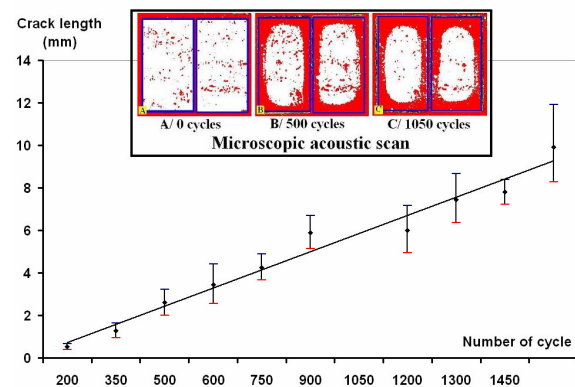 Crack length
(mm)
14
12
10
8
6
4
2
0
A
B
C
A/ 0 cycles
B/ 500 cycles
C/ 1050 cycles
Microscopic acoustic scan
Number of cycle
200
350
500
600
750
900
1050
1200
1300
1450